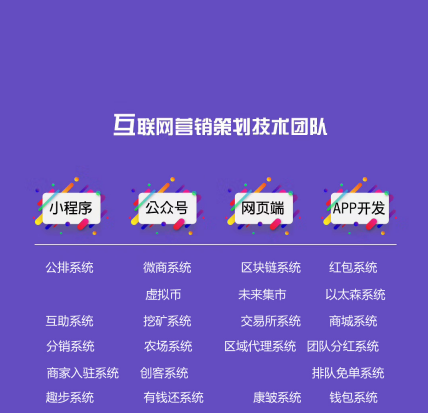 互联网营销策划技术团队
小程序 公众号 网页端 APP开发
公排系统 微商系统 区块链系统 红包系统
虚拟币 未来集市 以太森系统
互助系统 挖矿系统 交易所系统 商城系统
分销系统 农场系统 区域代理系统 团队分红系统
商家入驻系统 创客系统 排队免单系统
趣步系统 有钱还系统 康皱系统 钱包系统